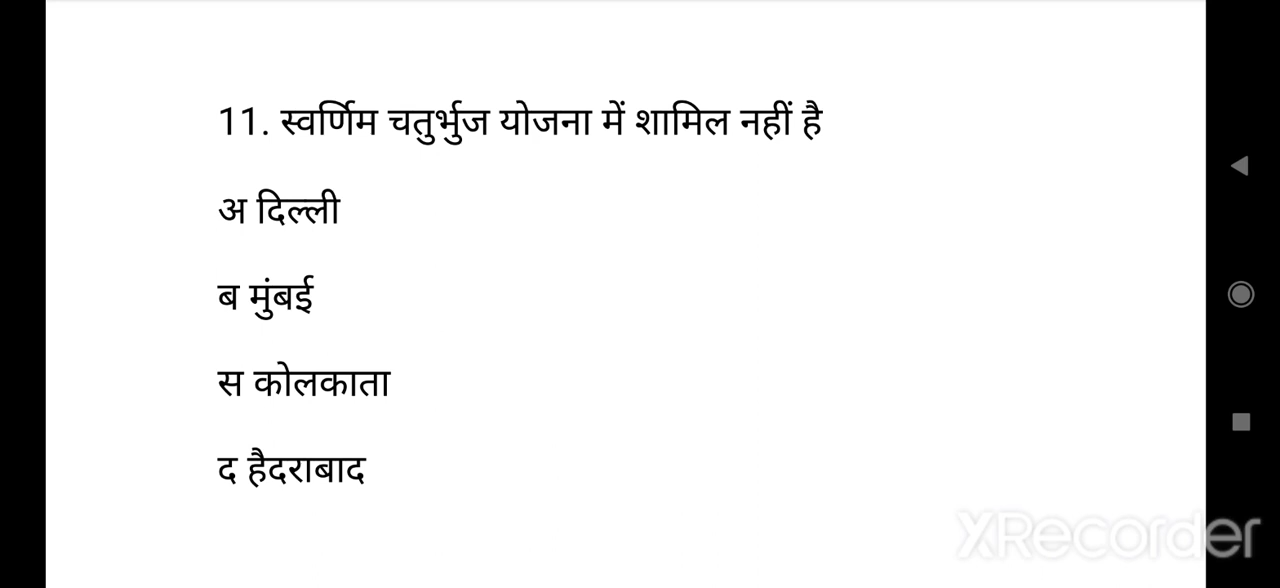 11. स्वर्णिम चतुर्भुज योजना में शामिल नहीं है
अ दिल्ली
ब मुंबई
स कोलकाता
द हैदराबाद
XRecorder